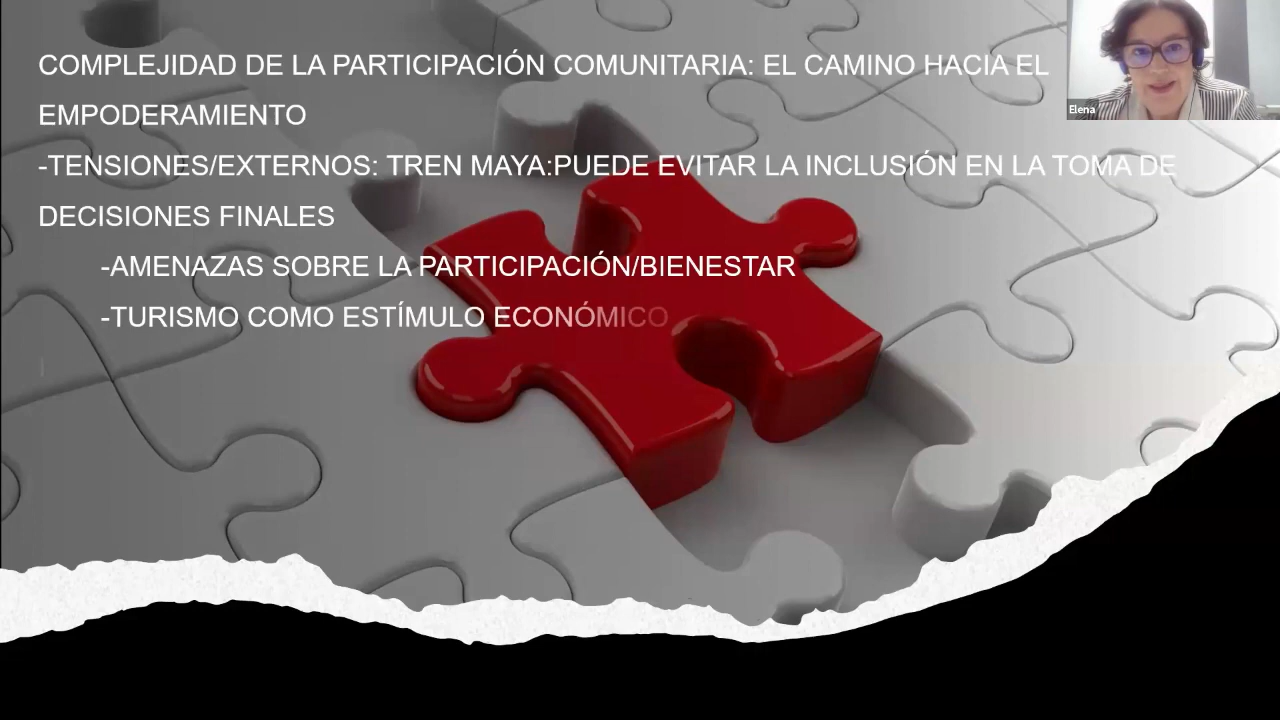 COMPLEJIDAD DE LA PARTICIPACIÓN COMUNITARIA: EL CAMINO HACIA EL
EMPODERAMIENTO
-TENSIONES/EXTERNOS: TREN MAYA:PUEDE EVITAR LA INCLUSIÓN EN LA TOMA DE
DECISIONES FINALES
-AMENAZAS SOBRE LA PARTICIPACIÓN/BIENESTAR
-TURISMO COMO ESTÍMULO ECONÓMICO
Elena